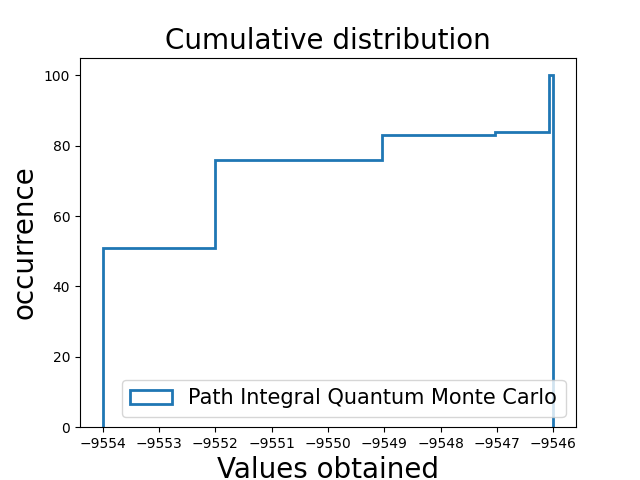 Cumulative distribution
occurrence
100
80
60
40
20
0
−9554 −9553 −9552 −9551 −9550 −9549 −9548 −9547 −9546
Path Integral Quantum Monte Carlo
Values obtained